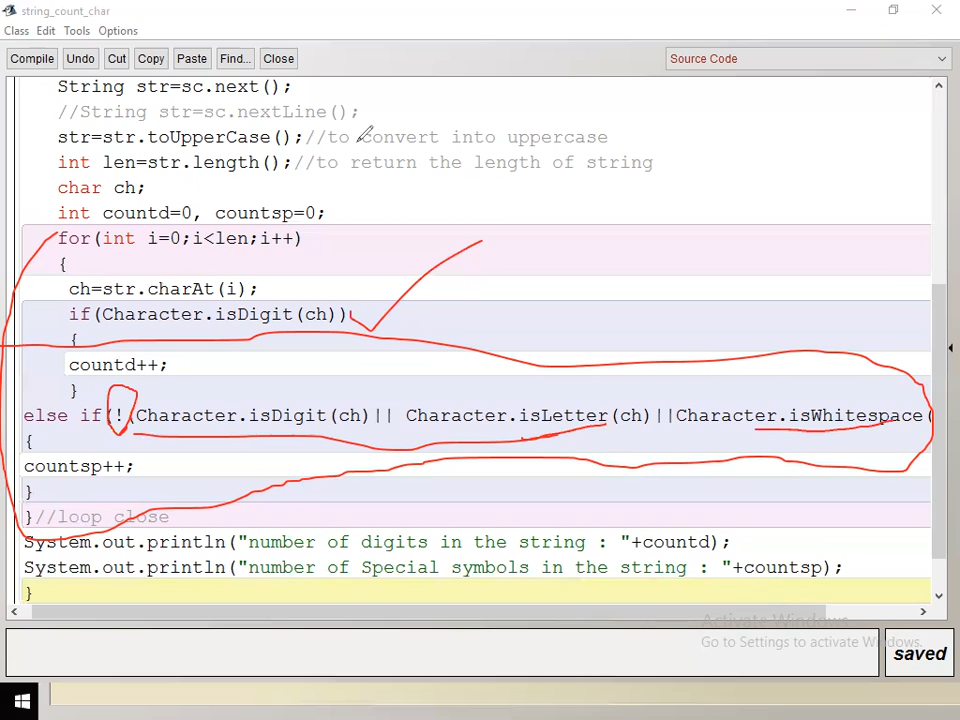 string_count_char
Class Edit Tools Options
Compile Undo Cut Copy Paste Find... Close Source Code
String str=sc.next();
//String str=sc.nextLine();
str=str.toUpperCase();//to convert into uppercase
int len=str.length();//to return the length of string
char ch;
int countd=0, countsp=0;
for(int i=0;i<len;i++)
{
ch=str.charAt(i);
if(Character.isDigit(ch))
{
countd++;
}
else if(!(Character.isDigit(ch)|| Character.isLetter(ch)||Character.isWhitespace(
{
countsp++;
}
}//loop close
System.out.println("number of digits in the string : "+countd);
System.out.println("number of Special symbols in the string : "+countsp);
}
Activate Windows
Go to Settings to activate Windows.
saved